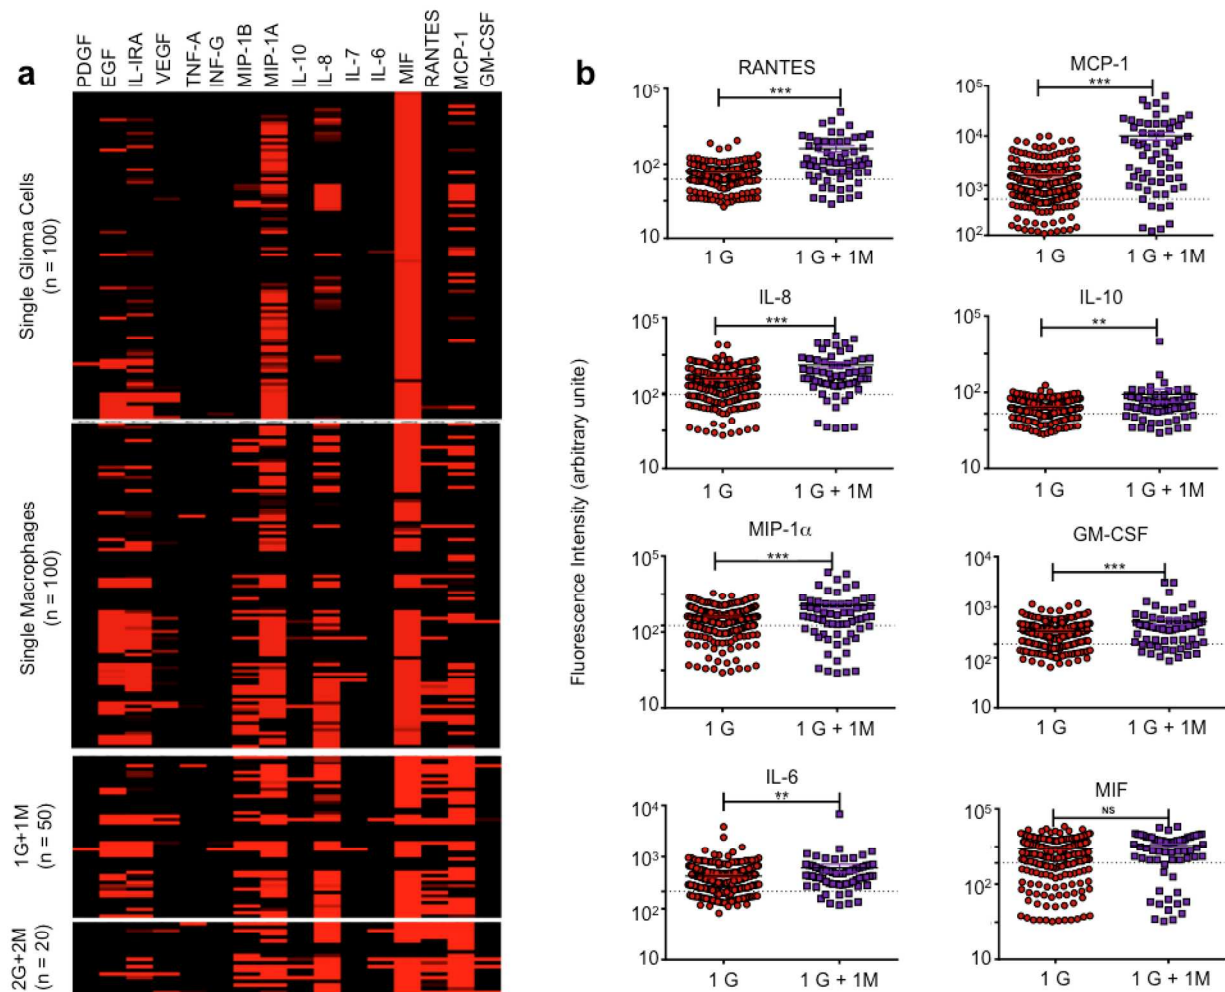 a
PDGF
EGF
IL-IRA
VEGF
TNF-A
INF-G
MIP-1B
MIP-1A
IL-10
IL-8
IL-7
IL-6
MIF
RANTES
MCP-1
GM-CSF
Single Glioma Cells
(n = 100)
Single Macrophages
(n = 100)
1G+1M
(n = 50)
2G+2M
(n = 20)
b
Fluorescence Intensity (arbitrary unite)
RANTES
***
10⁵
10²
10
1 G
1 G + 1M
MCP-1
***
10⁵
10⁴
10³
10²
1 G
1 G + 1M
IL-8
***
10⁵
10²
10
1 G
1 G + 1M
IL-10
**
10⁵
10²
10
1 G
1 G + 1M
MIP-1α
***
10⁵
10²
10
1 G
1 G + 1M
GM-CSF
***
10⁴
10³
10²
10
1 G
1 G + 1M
IL-6
**
10⁴
10³
10²
10
1 G
1 G + 1M
MIF
NS
10⁵
10²
10
1 G
1 G + 1M